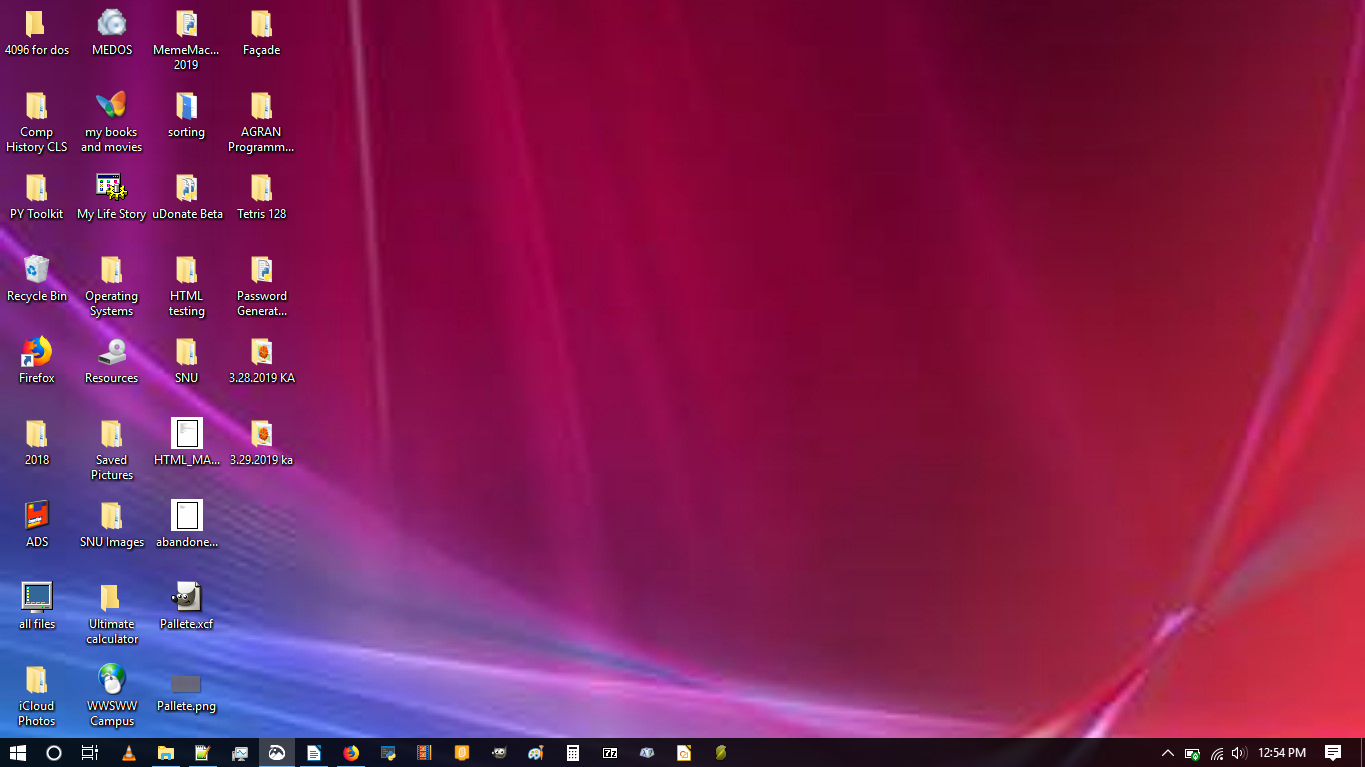 4096 for dos
MEDOS
MemeMac...
2019
Façade
Comp
History CLS
my books
and movies
sorting
AGRAN
Programm...
PY Toolkit
My Life Story
uDonate Beta
Tetris 128
Recycle Bin
Operating
Systems
HTML
testing
Password
Generat...
Firefox
Resources
SNU
3.28.2019 KA
2018
Saved
Pictures
HTML_MA...
3.29.2019 ka
ADS
SNU Images
abandone...
all files
Ultimate
calculator
Pallete.xcf
iCloud
Photos
WWSWW
Campus
Pallete.png
12:54 PM